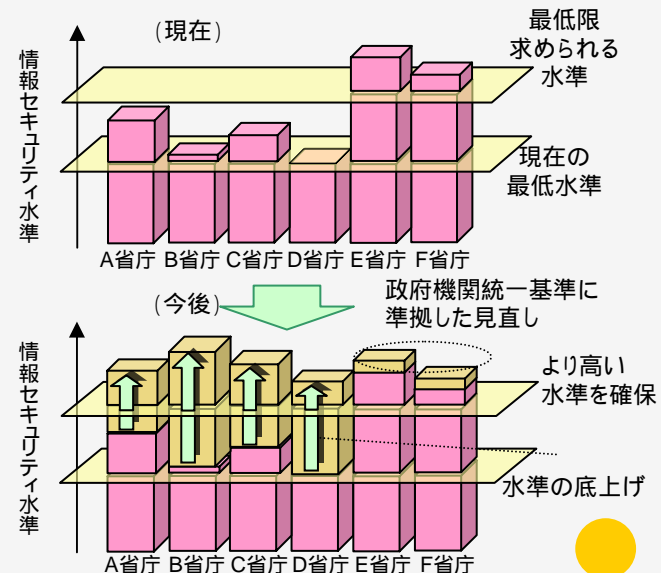 (現在)
最低限
求められる
水準
情報セキュリティ水準
現在の
最低水準
A省庁 B省庁 C省庁 D省庁 E省庁 F省庁
(今後)
政府機関統一基準に
準拠した見直し
情報セキュリティ水準
より高い
水準を確保
水準の底上げ
A省庁 B省庁 C省庁 D省庁 E省庁 F省庁